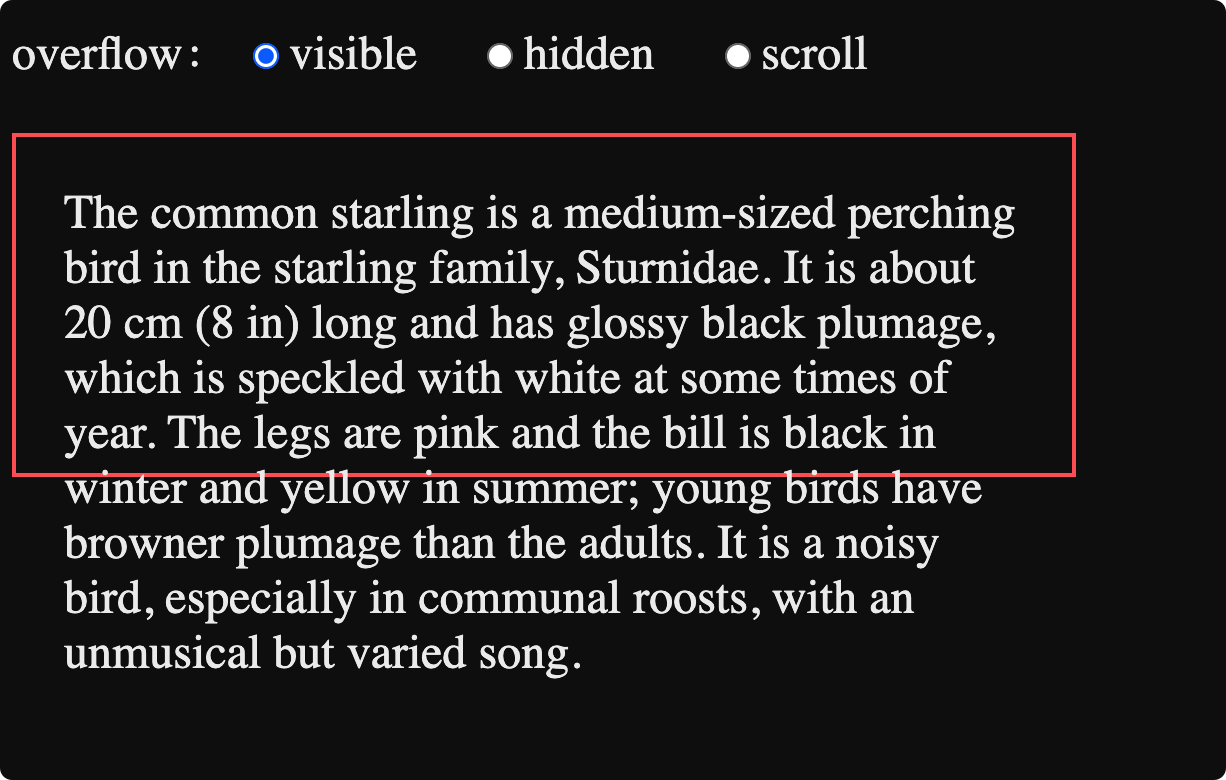 overflow: visible hidden scroll
The common starling is a medium-sized perching
bird in the starling family, Sturnidae. It is about
20 cm (8 in) long and has glossy black plumage,
which is speckled with white at some times of
year. The legs are pink and the bill is black in
winter and yellow in summer; young birds have
browner plumage than the adults. It is a noisy
bird, especially in communal roosts, with an
unmusical but varied song.